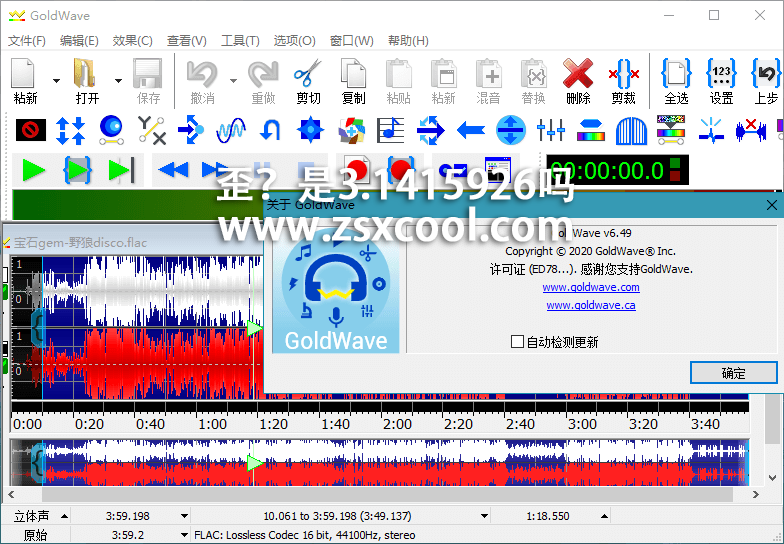 GoldWave
文件(F) 编辑(E) 效果(C) 查看(V) 工具(T) 选项(O) 窗口(W) 帮助(H)
粘新 打开 保存 撤消 重做 剪切 复制 粘贴 粘新 混音 替换 删除 剪裁 全选 设置 上步
123
00:00:00.0
歪？是3.1415926吗
www.zsxcool.com
关于 GoldWave
宝石gem-野狼disco.flac
GoldWave
Wave v6.49
Copyright © 2020 GoldWave® Inc.
许可证 (ED78...). 感谢您支持GoldWave.
www.goldwave.com
www.goldwave.ca
自动检测更新
确定
1
0
1
0
0:00 0:20 0:40 1:00 1:20 1:40 2:00 2:20 2:40 3:00 3:20 3:40
立体声 3:59.198 10.061 to 3:59.198 (3:49.137) 1:18.550
原始 3:59.2 FLAC: Lossless Codec 16 bit, 44100Hz, stereo